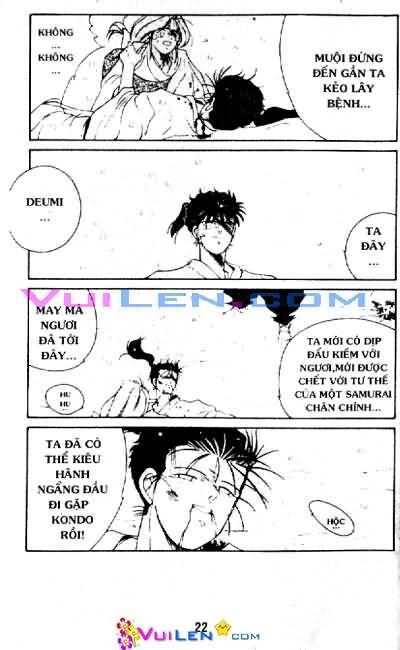 KHÔNG
...
KHÔNG
...
MUỘI ĐỪNG
ĐẾN GẦN TA
KẺO LÂY
BỆNH...
DEUMI
...
TA
ĐÂY ...
VUILEN.COM
MAY MÀ
NGƯƠI
ĐÃ TỚI
ĐÂY...
HU
HU
TA MỚI CÓ DỊP
ĐẤU KIẾM VỚI
NGƯƠI,MỚI ĐƯỢC
CHẾT VỚI TƯ THẾ
CỦA MỘT SAMURAI
CHÂN CHÍNH...
TA ĐÃ CÓ
THỂ KIÊU
HÃNH
NGẨNG ĐẦU
ĐI GẶP
KONDO
RỒI!
HỘC
...
22
VUILEN.COM